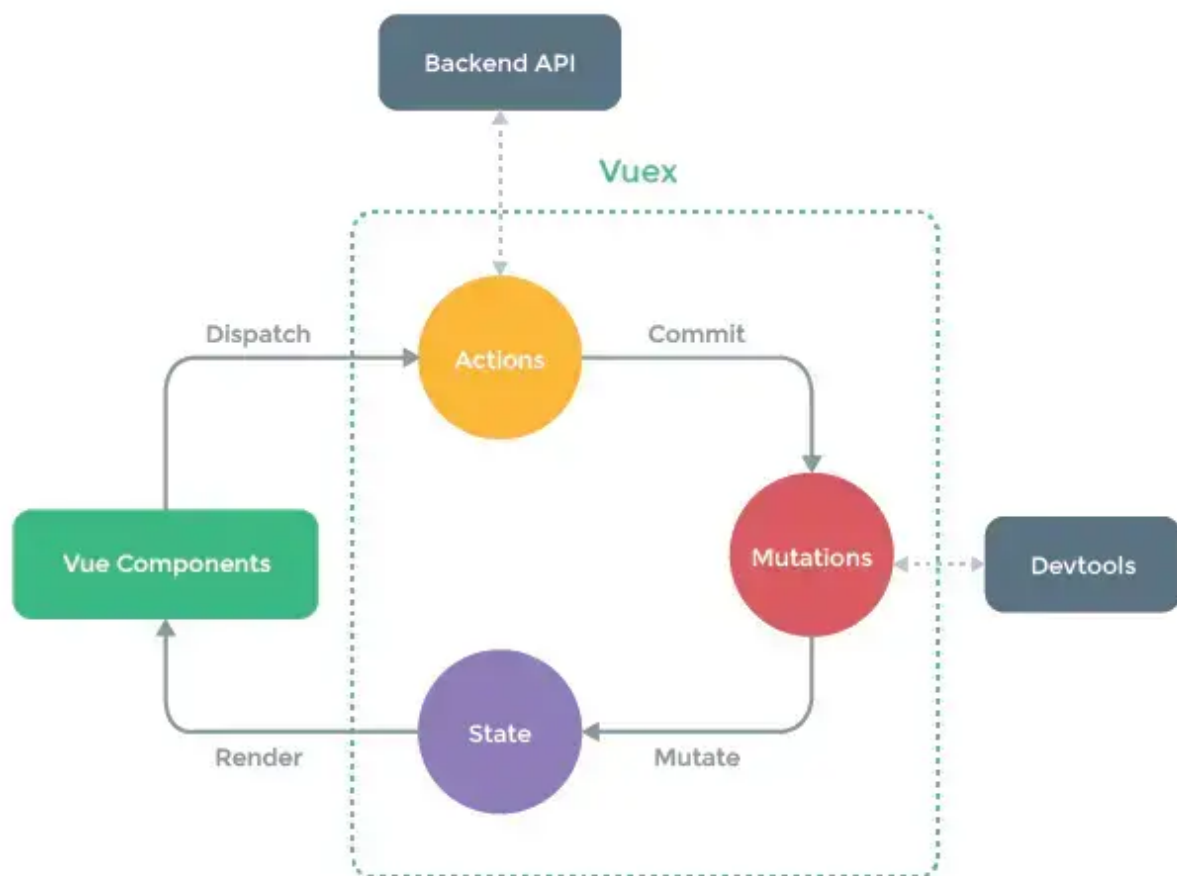 Backend API
Vuex
Dispatch
Actions
Commit
Vue Components
Mutations
Devtools
State
Render
Mutate